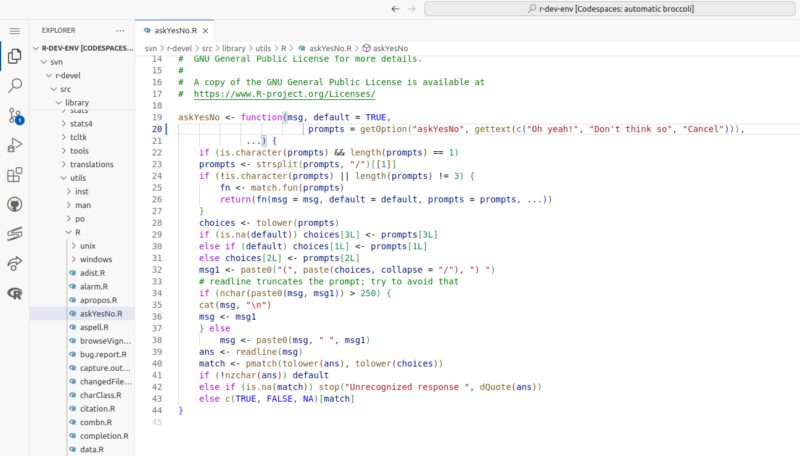 r-dev-env [Codespaces: automatic broccoli]
EXPLORER
R-DEV-ENV [CODESPACES...
svn
r-devel
src
library
stats
stats4
tcltk
tools
translations
utils
inst
man
po
R
unix
windows
adist.R
alarm.R
apropos.R
askYesNo.R
aspell.R
browseVign...
bug.report.R
capture.out...
changedFile...
charClass.R
citation.R
combn.R
completion.R
data.R
1
askYesNo.R
svn > r-devel > src > library > utils > R > askYesNo.R > askYesNo
14 # GNU General Public License for more details.
15 #
16 # A copy of the GNU General Public License is available at
17 # https://www.R-project.org/Licenses/
18
19 askYesNo <- function(msg, default = TRUE,
20 prompts = getOption("askYesNo", gettext(c("Oh yeah!", "Don't think so", "Cancel"))),
21 ...) {
22 if (is.character(prompts) && length(prompts) == 1)
23 prompts <- strsplit(prompts, "/")[[1]]
24 if (!is.character(prompts) || length(prompts) != 3) {
25 fn <- match.fun(prompts)
26 return(fn(msg = msg, default = default, prompts = prompts, ...))
27 }
28 choices <- tolower(prompts)
29 if (is.na(default)) choices[3L] <- prompts[3L]
30 else if (default) choices[1L] <- prompts[1L]
31 else choices[2L] <- prompts[2L]
32 msg1 <- paste0("(", paste(choices, collapse = "/"), ") ")
33 # readline truncates the prompt; try to avoid that
34 if (nchar(paste0(msg, msg1)) > 250) {
35 cat(msg, "\n")
36 msg <- msg1
37 } else
38 msg <- paste0(msg, " ", msg1)
39 ans <- readline(msg)
40 match <- pmatch(tolower(ans), tolower(choices))
41 if (!nzchar(ans)) default
42 else if (is.na(match)) stop("Unrecognized response ", dQuote(ans))
43 else c(TRUE, FALSE, NA)[match]
44 }
45